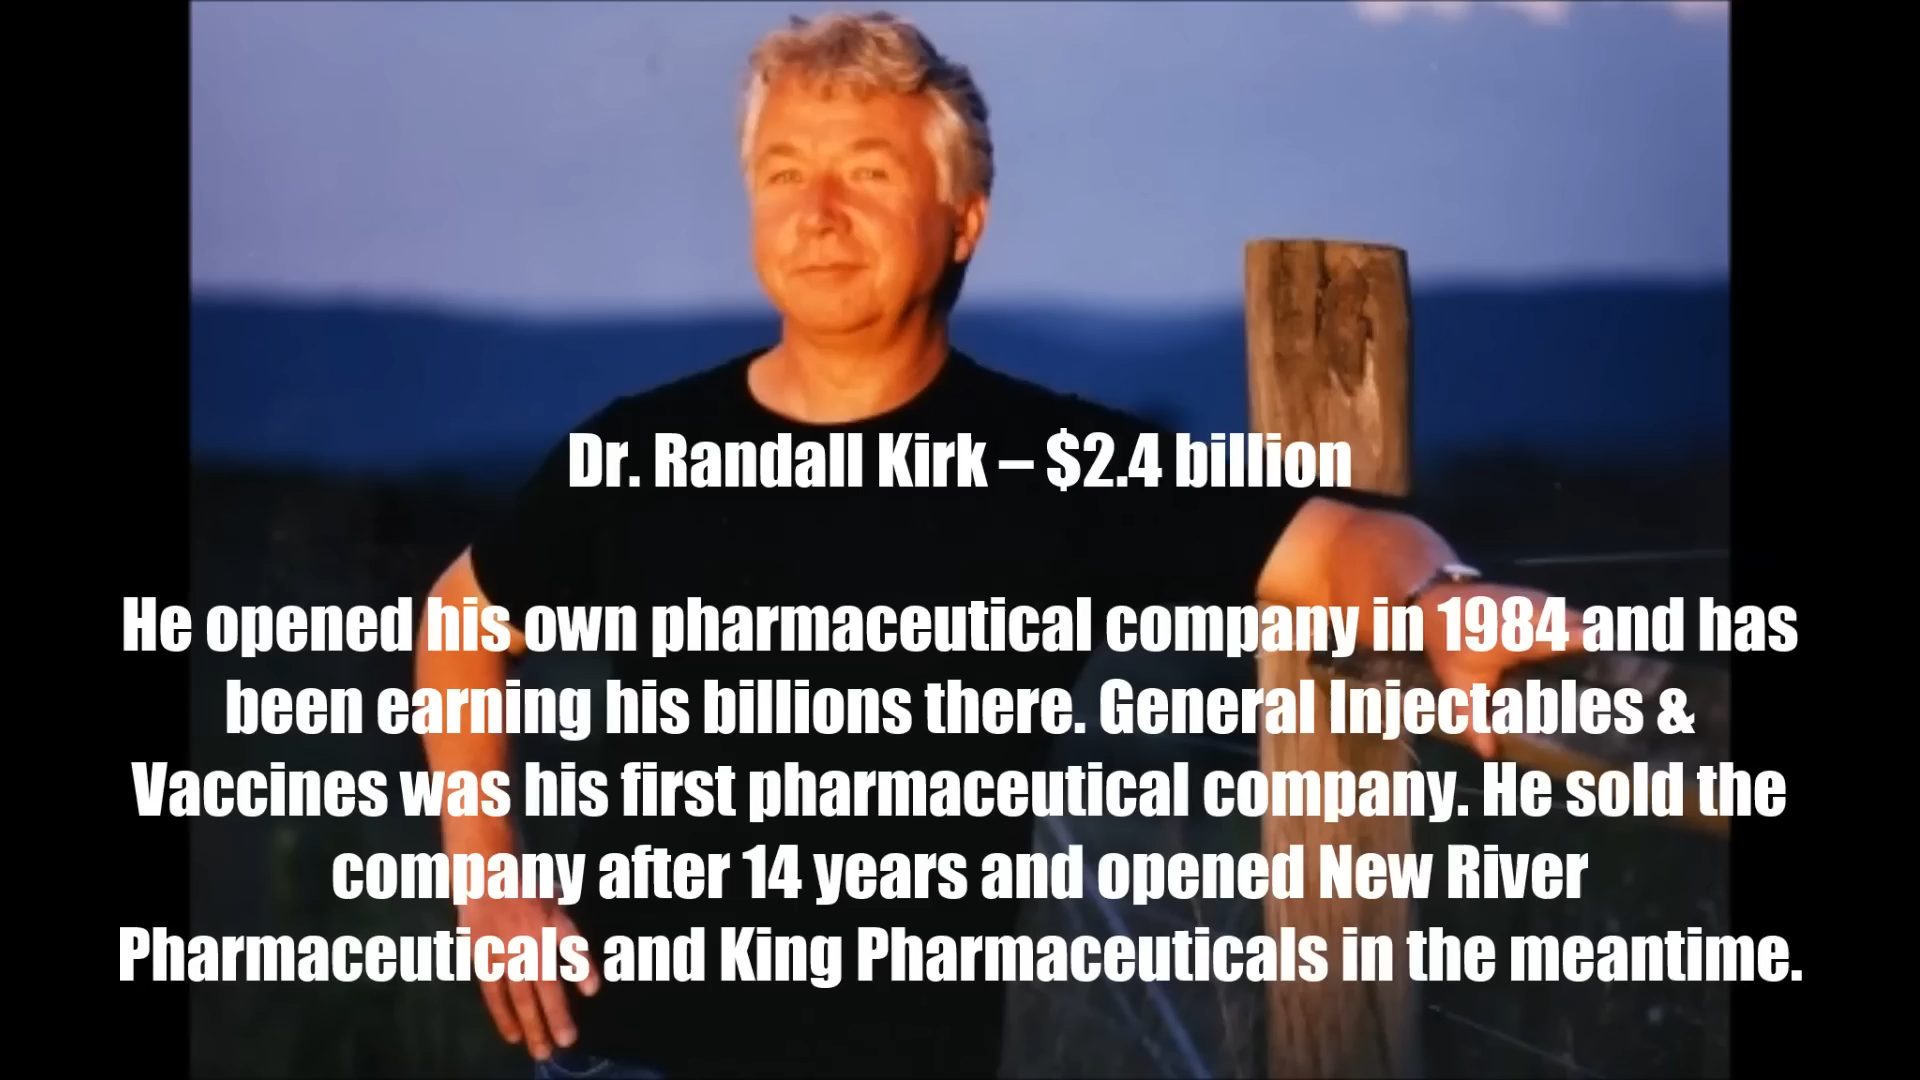 Dr. Randall Kirk – $2.4 billion
He opened his own pharmaceutical company in 1984 and has
been earning his billions there. General Injectables &
Vaccines was his first pharmaceutical company. He sold the
company after 14 years and opened New River
Pharmaceuticals and King Pharmaceuticals in the meantime.